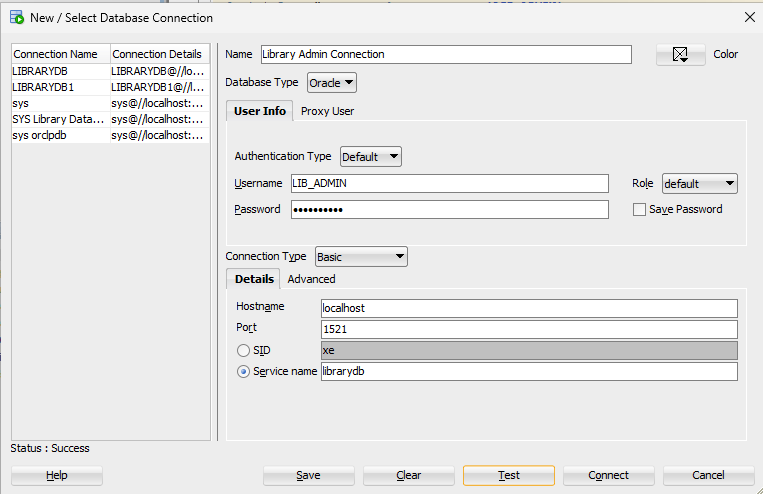 New / Select Database Connection
Connection Name Connection Details
LIBRARYDB LIBRARYDB@//lo...
LIBRARYDB1 LIBRARYDB1@//l...
sys sys@//localhost:...
SYS Library Data... sys@//localhost:...
sys orclpdb sys@//localhost:...
Name Library Admin Connection Color
Database Type Oracle
User Info Proxy User
Authentication Type Default
Username LIB_ADMIN Role default
Password •••••••••• Save Password
Connection Type Basic
Details Advanced
Hostname localhost
Port 1521
SID xe
Service name librarydb
Status : Success
Help Save Clear Test Connect Cancel